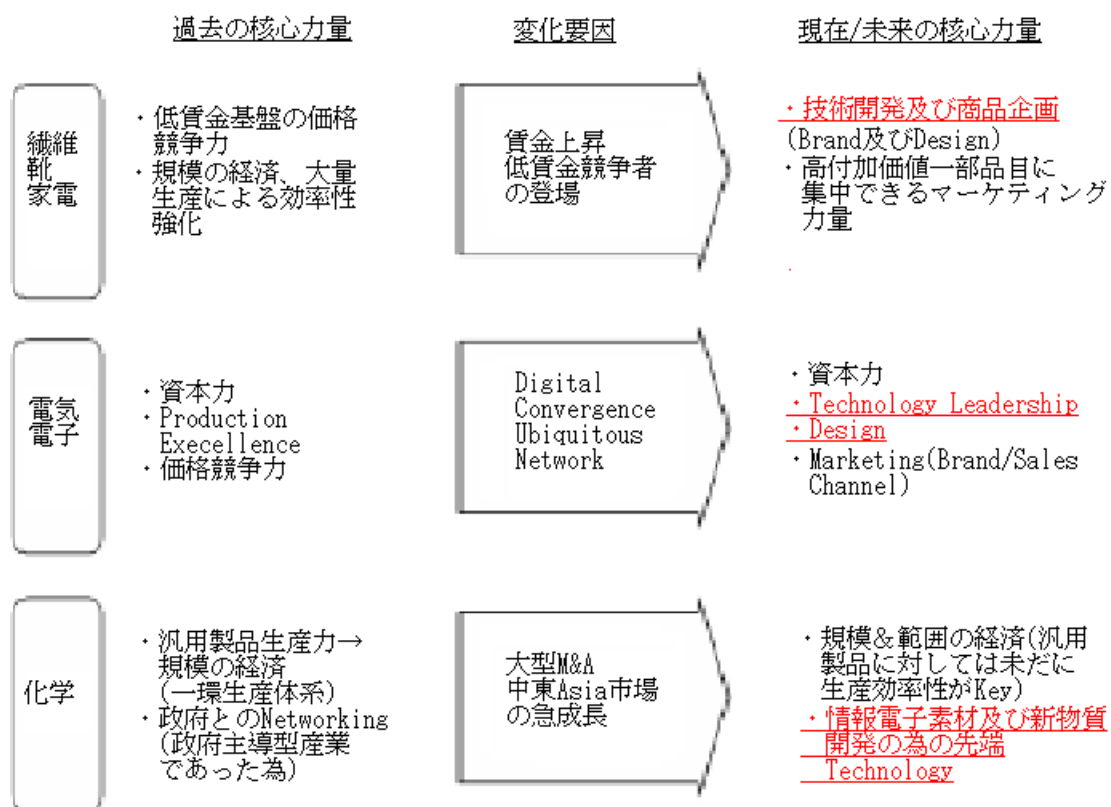 過去の核心力量
変化要因
現在/未来の核心力量
繊維
靴
家電
・低賃金基盤の価格
競争力
・規模の経済、大量
生産による効率性
強化
賃金上昇
低賃金競争者
の登場
・技術開発及び商品企画
(Brand及びDesign)
・高付加価値一部品目に
集中できるマーケティング
力量
電気
電子
・資本力
・Production
Execellence
・価格競争力
Digital
Convergence
Ubiquitous
Network
・資本力
・Technology Leadership
・Design
・Marketing(Brand/Sales
Channel)
化学
・汎用製品生産力→
規模の経済
(一環生産体系)
・政府とのNetworking
(政府主導型産業
であった為)
大型M&A
中東Asia市場
の急成長
・規模&範囲の経済(汎用
製品に対しては未だに
生産効率性がKey)
・情報電子素材及び新物質
開発の為の先端
Technology